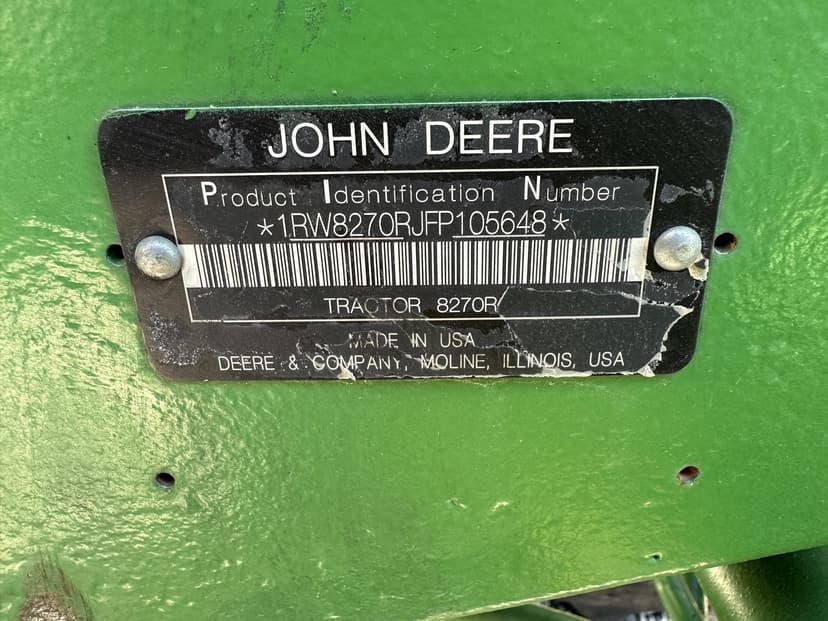 JOHN DEERE
Product Identification Number
*1RW8270RJFP105648*
TRACTOR 8270R
MADE IN USA
DEERE & COMPANY, MOLINE, ILLINOIS, USA